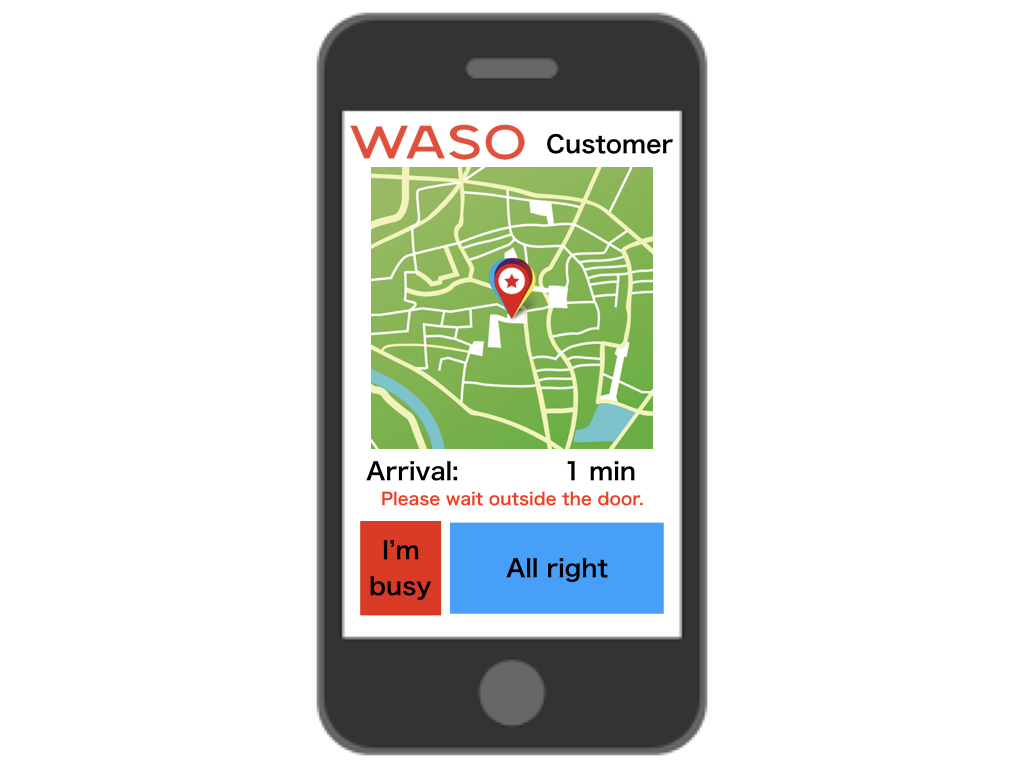 WASO Customer
Arrival: 1 min
Please wait outside the door.
I’m
busy
All right